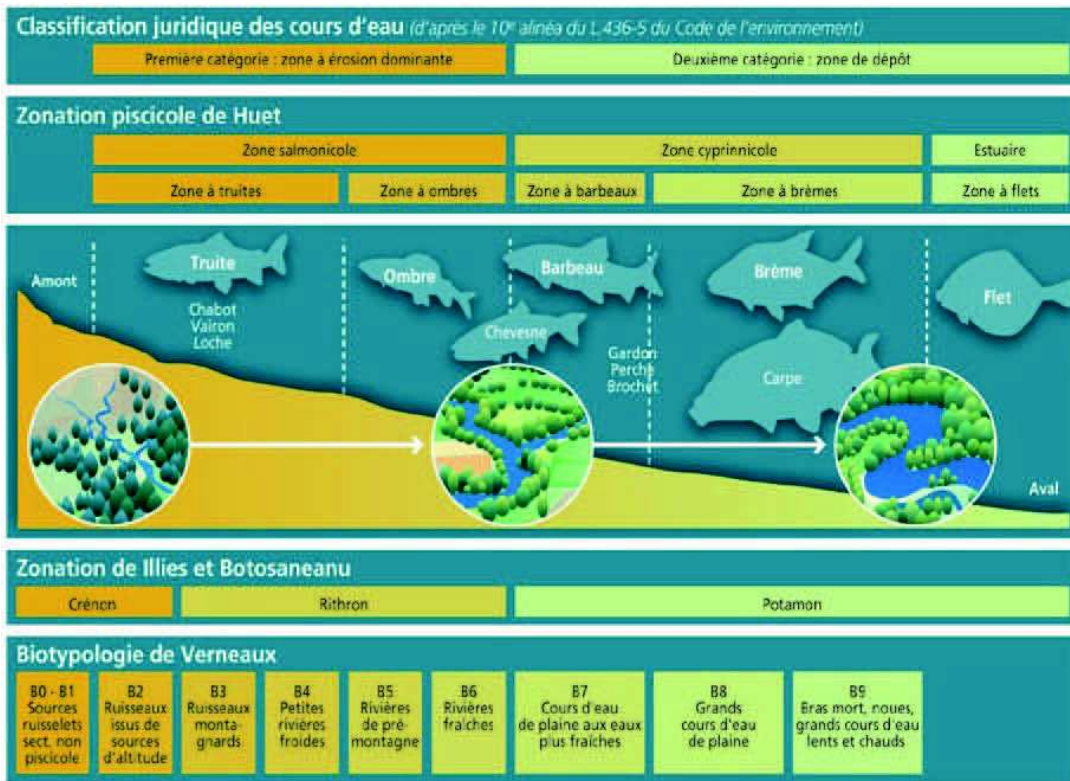 Classification juridique des cours d'eau (d'après le 10e alinéa du L.436-5 du Code de l'environnement)
Première catégorie : zone à érosion dominante
Deuxième catégorie : zone de dépôt
Zonation piscicole de Huet
Zone salmonicole
Zone cyprinnicole
Estuaire
Zone à truites
Zone à ombres
Zone à barbeaux
Zone à brèmes
Zone à flets
Amont
Truite
Chabot
Vairon
Loche
Ombre
Chevesne
Barbeau
Gardon
Perche
Brochet
Brème
Carpe
Flet
Aval
Zonation de Illies et Botosaneanu
Crénon
Rithron
Potamon
Biotypologie de Verneaux
B0 - B1
Sources
russelets
sect. non
piscicole
B2
Ruisseaux
issus de
sources
d'altitude
B3
Ruisseaux
monta-
gnards
B4
Petites
rivières
froides
B5
Rivières
de pré-
montagne
B6
Rivières
fraîches
B7
Cours d'eau
de plaine aux eaux
plus fraîches
B8
Grands
cours d'eau
de plaine
B9
Bras mort, noues,
grands cours d'eau
lents et chauds